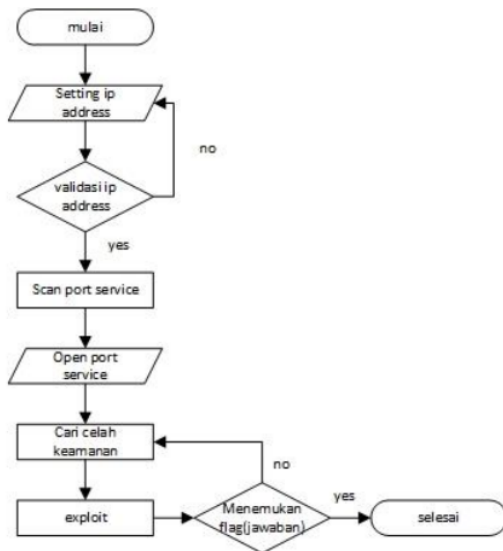 mulai
Setting ip
address
no
validasi ip
address
yes
Scan port service
Open port
service
Cari celah
keamanan
no
exploit
Menemukan
flag(jawaban)
yes
selesai